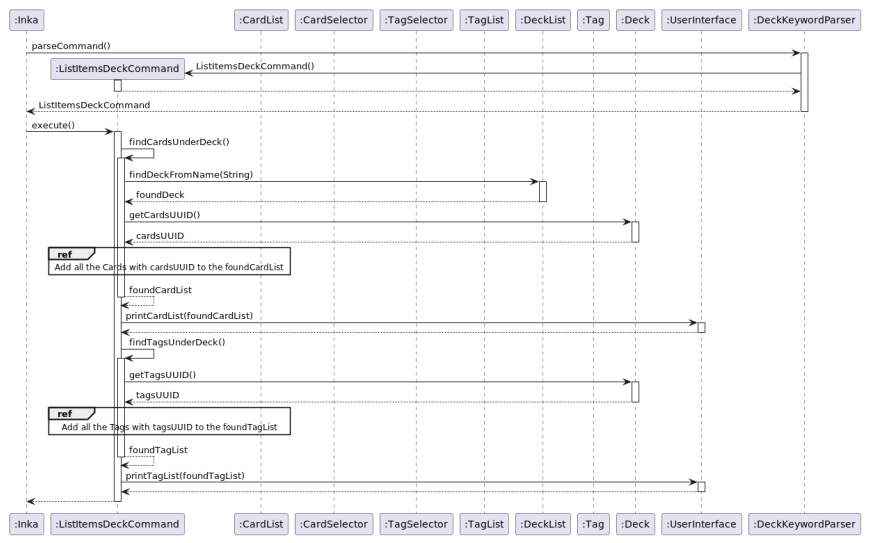 :Inka :CardList :CardSelector :TagSelector :TagList :DeckList :Tag :Deck :UserInterface :DeckKeywordParser
parseCommand()
:ListItemsDeckCommand ListItemsDeckCommand()
ListItemsDeckCommand
execute()
findCardsUnderDeck()
findDeckFromName(String)
foundDeck
getCardsUUID()
cardsUUID
ref
Add all the Cards with cardsUUID to the foundCardList
foundCardList
printCardList(foundCardList)
findTagsUnderDeck()
getTagsUUID()
tagsUUID
ref
Add all the Tags with tagsUUID to the foundTagList
foundTagList
printTagList(foundTagList)
:Inka :ListItemsDeckCommand :CardList :CardSelector :TagSelector :TagList :DeckList :Tag :Deck :UserInterface :DeckKeywordParser